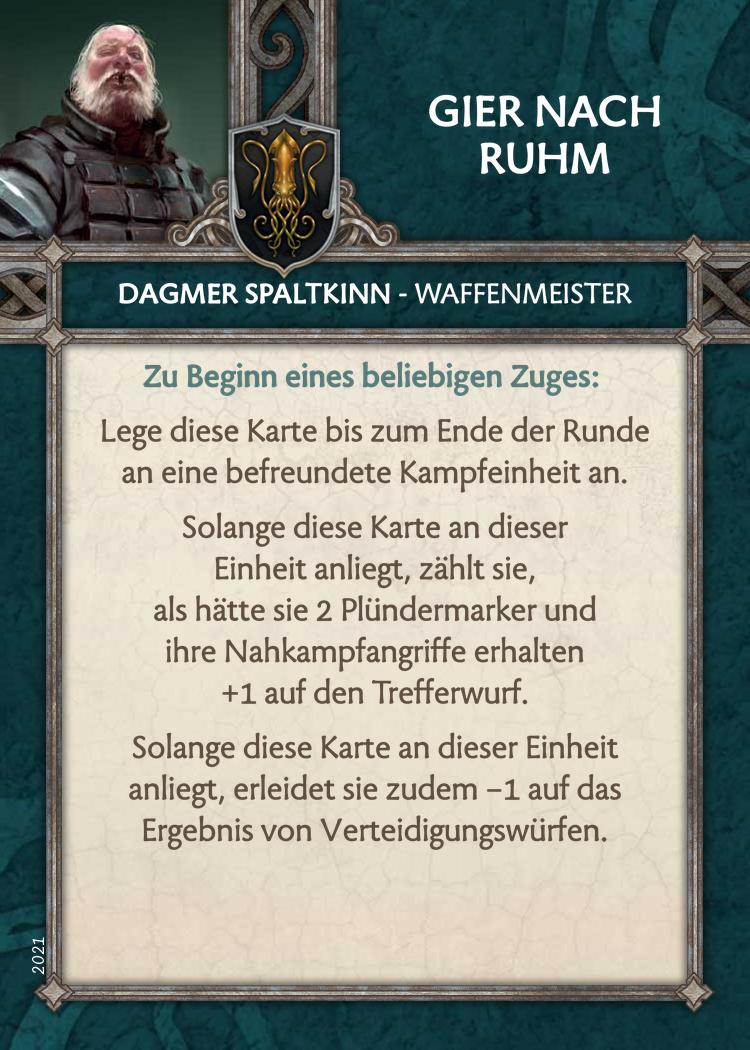 GIER NACH
RUHM
DAGMER SPALTKINN - WAFFENMEISTER
Zu Beginn eines beliebigen Zuges:
Lege diese Karte bis zum Ende der Runde
an eine befreundete Kampfeinheit an.
Solange diese Karte an dieser
Einheit anliegt, zählt sie,
als hätte sie 2 Plündermarker und
ihre Nahkampfangriffe erhalten
+1 auf den Trefferwurf.
Solange diese Karte an dieser Einheit
anliegt, erleidet sie zudem –1 auf das
Ergebnis von Verteidigungswürfen.
2021